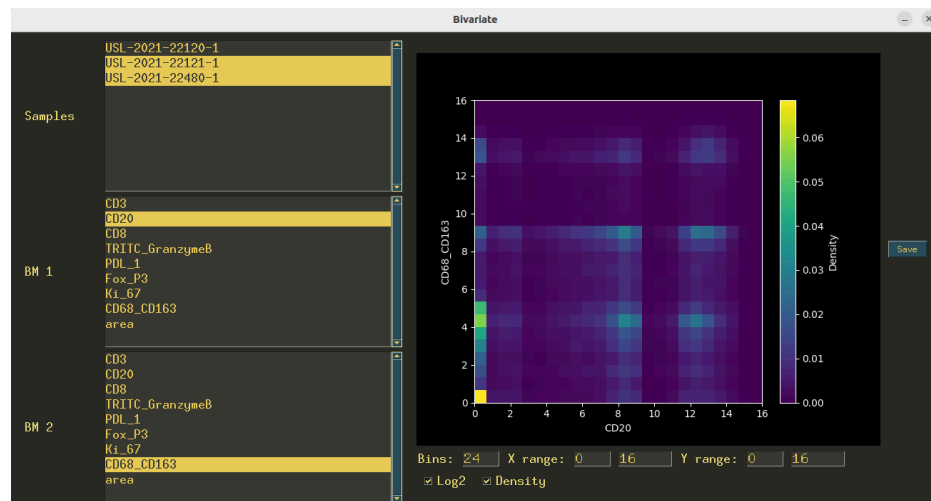 Bivariate
Samples
USL-2021-22120-1
USL-2021-22121-1
USL-2021-22480-1
BM 1
CD3
CD20
CD8
TRITC_GranzymeB
PDL_1
Fox_P3
Ki_67
CD68_CD163
area
BM 2
CD3
CD20
CD8
TRITC_GranzymeB
PDL_1
Fox_P3
Ki_67
CD68_CD163
area
CD68_CD163
16
14
12
10
8
6
4
2
0
0 2 4 6 8 10 12 14 16
CD20
0.06
0.05
0.04
0.03
0.02
0.01
0.00
Density
Bins: 24 X range: 0 16 Y range: 0 16
Log2 Density
Save